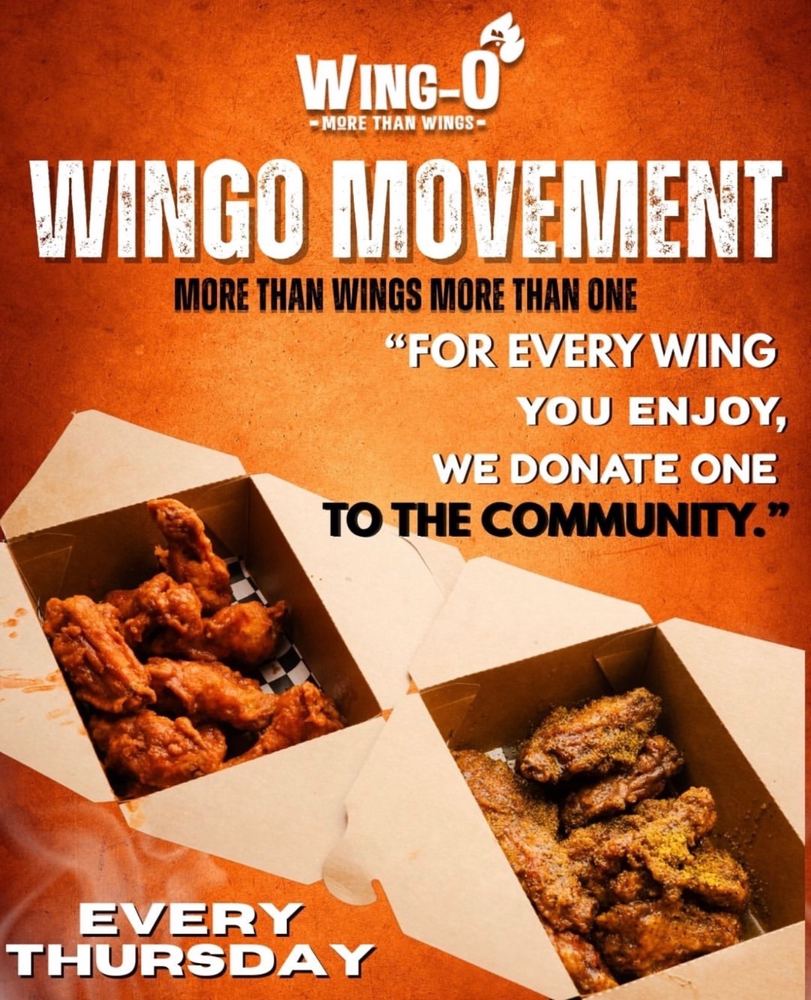 WING-O
-MORE THAN WINGS-
WINGO MOVEMENT
MORE THAN WINGS MORE THAN ONE
“FOR EVERY WING
YOU ENJOY,
WE DONATE ONE
TO THE COMMUNITY.”
EVERY
THURSDAY